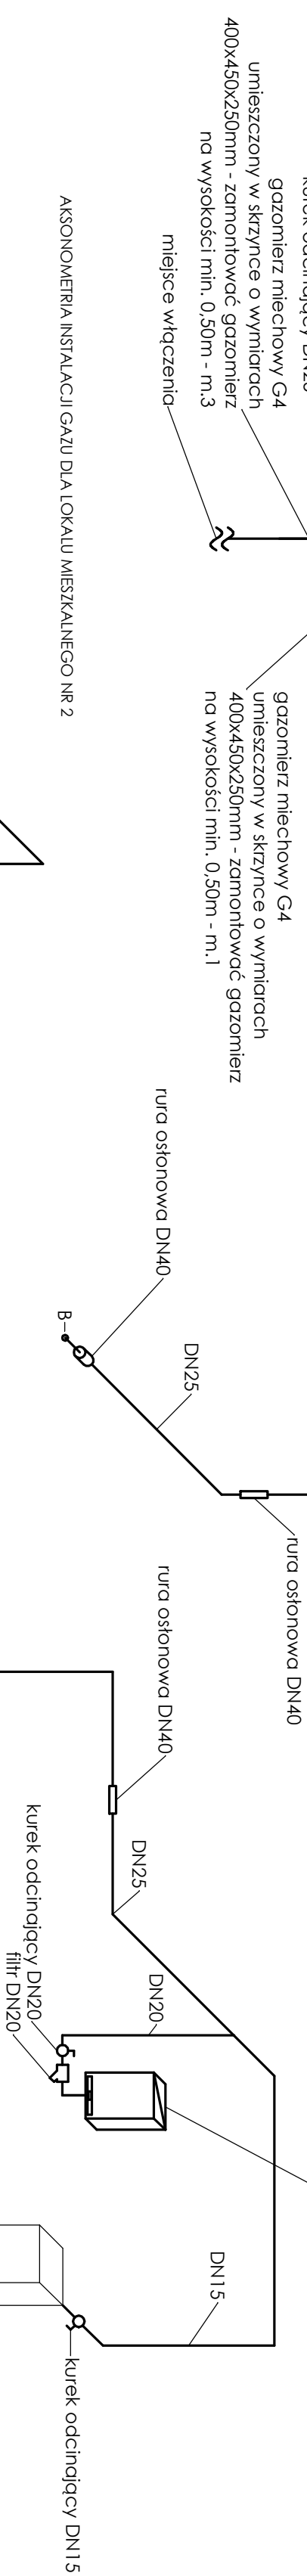 gazomierz miechowy G4
umieszczony w skrzynce o wymiarach
400x450x250mm - zamontować gazomierz
na wysokości min. 0,50m - m.3
miejsce włączenia
AKSONOMETRIA INSTALACJI GAZU DLA LOKALU MIESZKALNEGO NR 2
gazomierz miechowy G4
umieszczony w skrzynce o wymiarach
400x450x250mm - zamontować gazomierz
na wysokości min. 0,50m - m.1
rura osłonowa DN40
B
DN25
rura osłonowa DN40
rura osłonowa DN40
DN25
kurek odcinający DN20
filtr DN20
DN20
DN15
kurek odcinający DN15